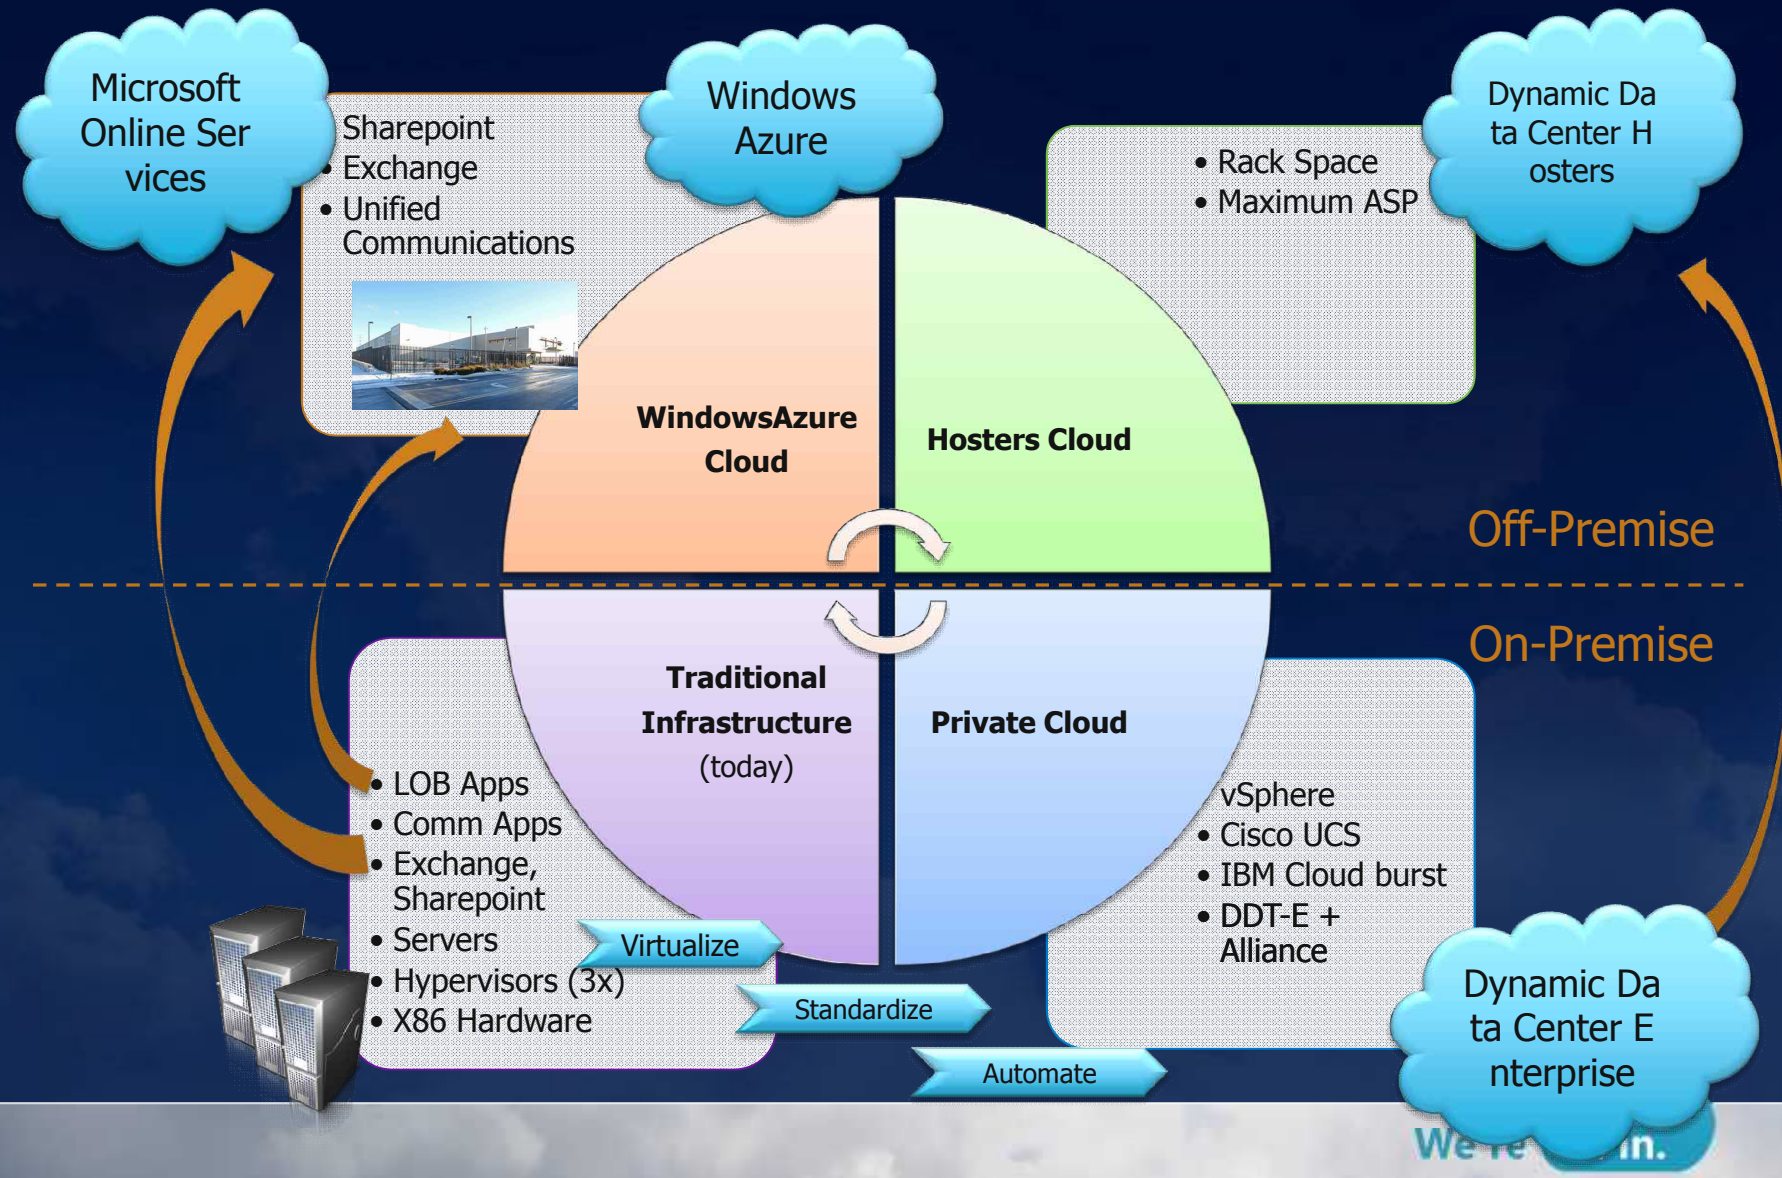 Microsoft
Online Ser
vices
Sharepoint
• Exchange
• Unified
Communications
Windows
Azure
• Rack Space
• Maximum ASP
Dynamic Da
ta Center H
osters
WindowsAzure
Cloud
Hosters Cloud
Off-Premise
On-Premise
Traditional
Infrastructure
(today)
Private Cloud
• LOB Apps
• Comm Apps
• Exchange,
Sharepoint
• Servers
• Hypervisors (3x)
• X86 Hardware
vSphere
• Cisco UCS
• IBM Cloud burst
• DDT-E +
Alliance
Virtualize
Standardize
Automate
Dynamic Da
ta Center E
nterprise
We're in.